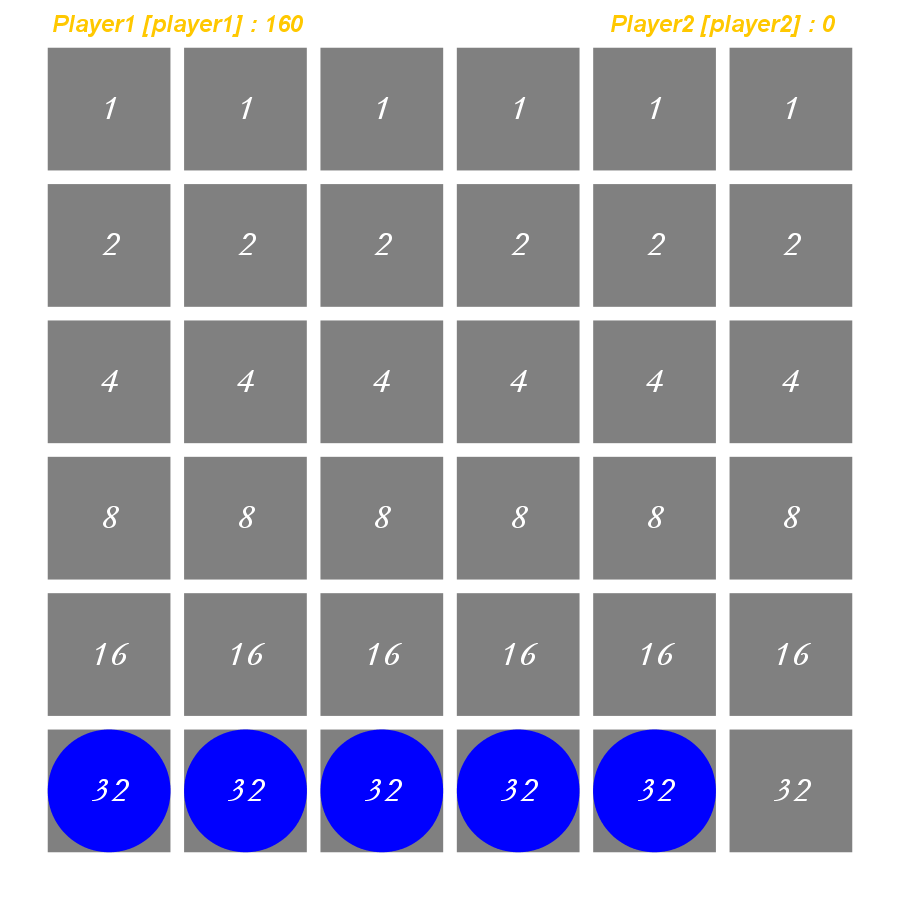 Player1 [player1] : 160 Player2 [player2] : 0
1 1 1 1 1 1
2 2 2 2 2 2
4 4 4 4 4 4
8 8 8 8 8 8
16 16 16 16 16 16
32 32 32 32 32 32